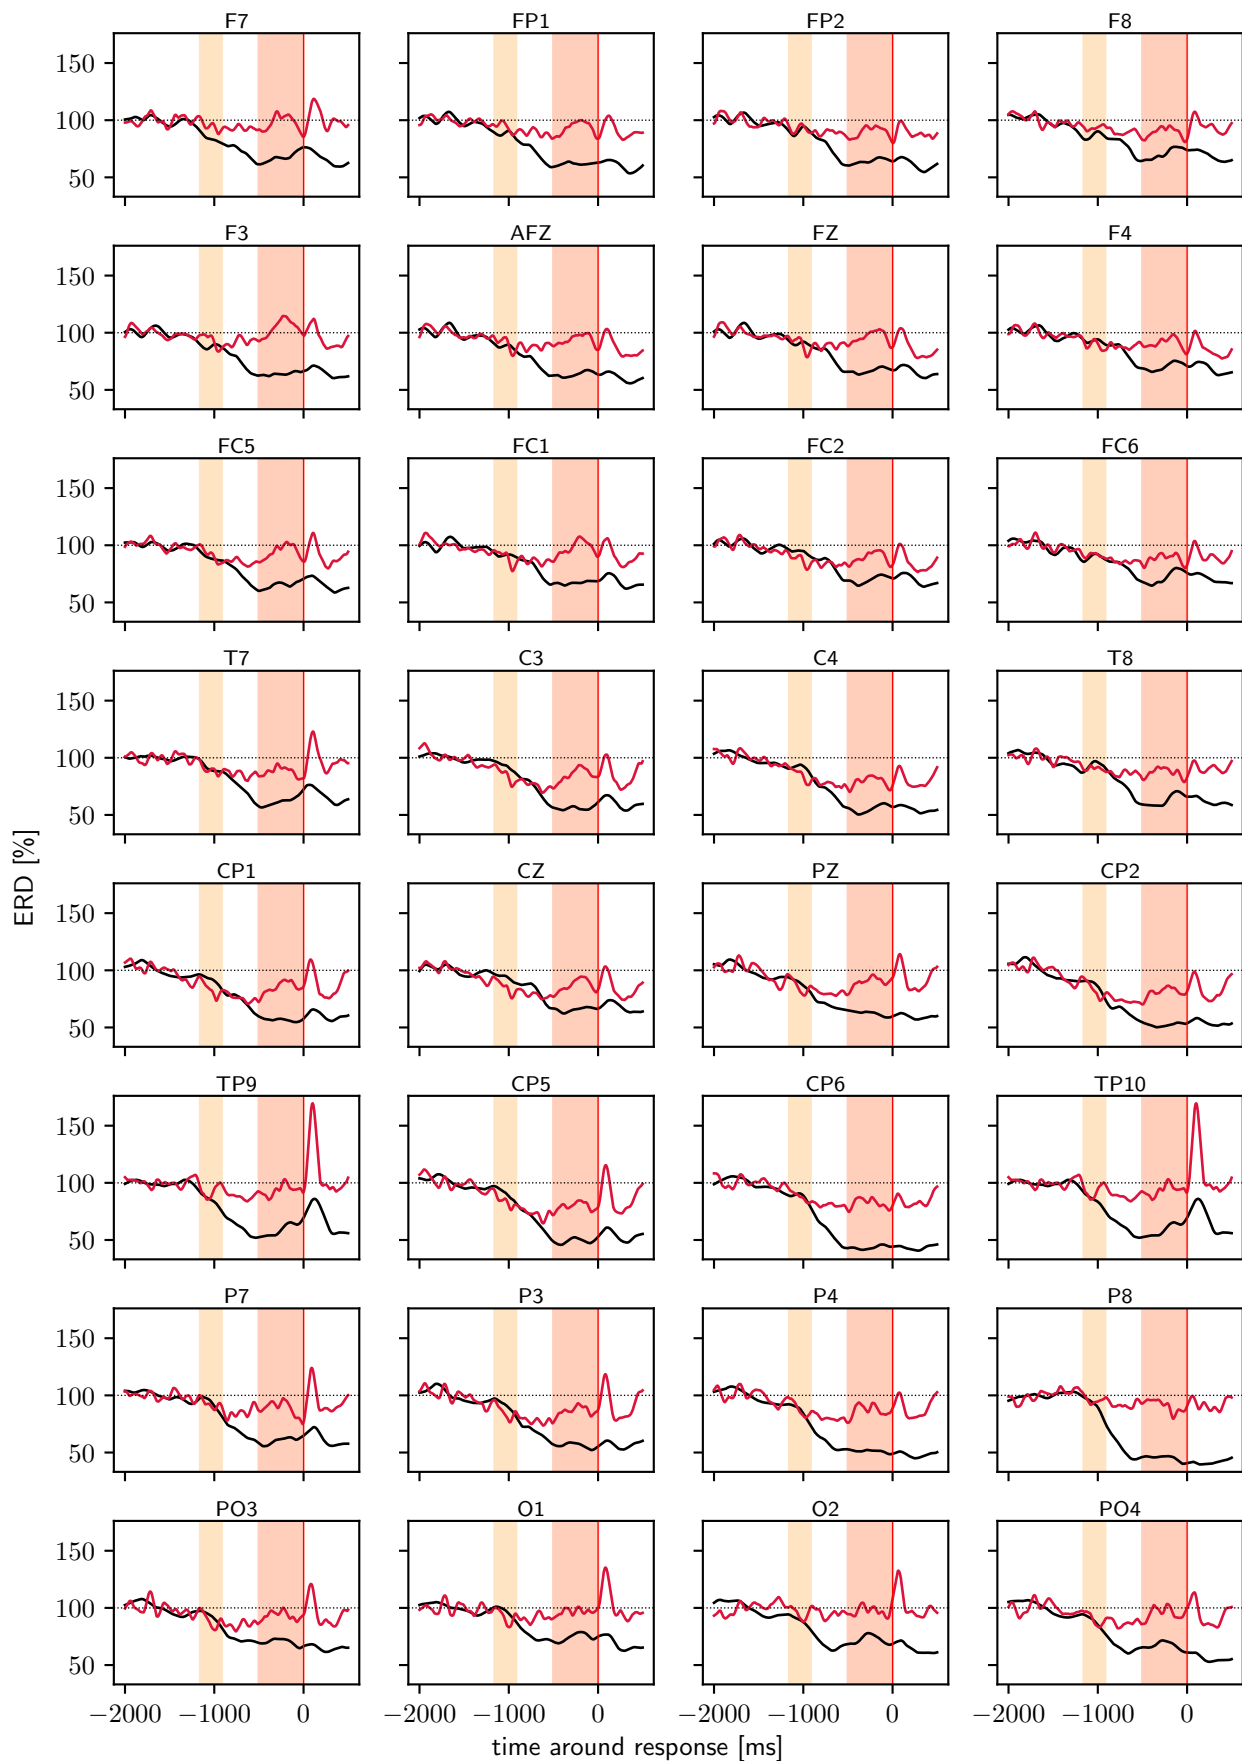 F7 FP1 FP2 F8
150
100
50
F3 AFZ FZ F4
150
100
50
FC5 FC1 FC2 FC6
150
100
50
T7 C3 C4 T8
150
100
50
ERD [%]
CP1 CZ PZ CP2
150
100
50
TP9 CP5 CP6 TP10
150
100
50
P7 P3 P4 P8
150
100
50
PO3 O1 O2 PO4
150
100
50
−2000 −1000 0 −2000 −1000 0 −2000 −1000 0 −2000 −1000 0
time around response [ms]